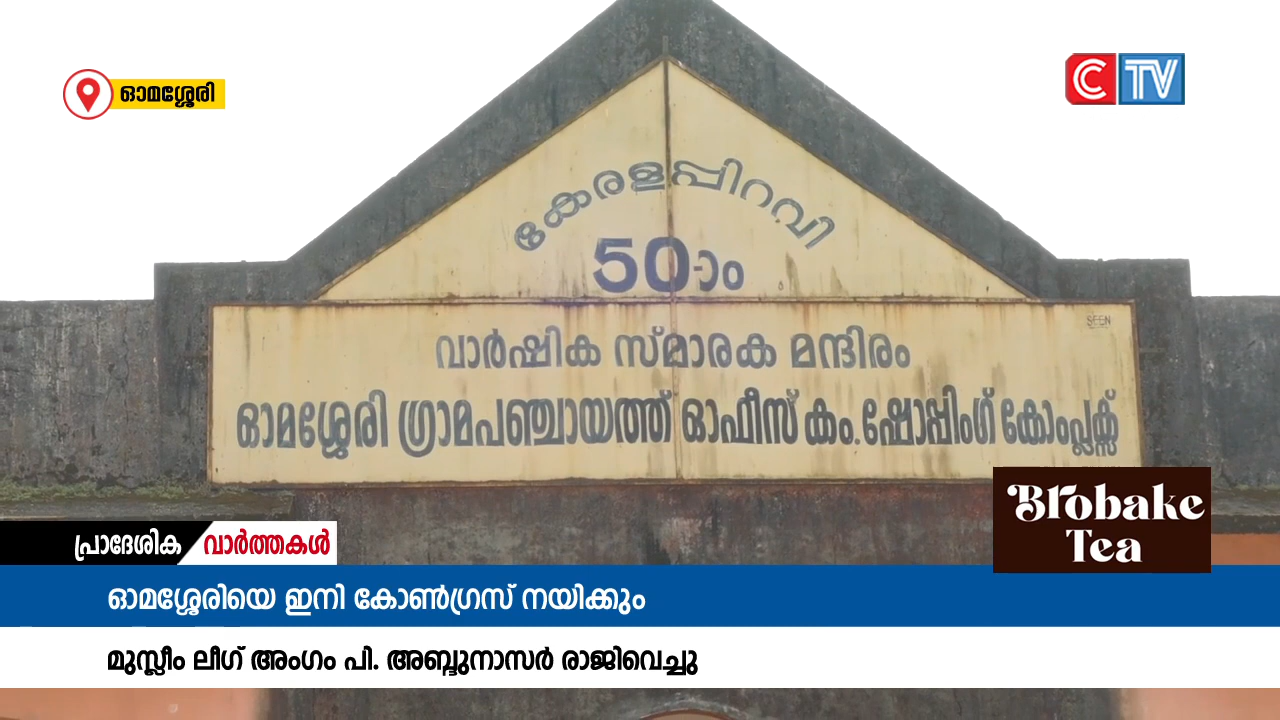 ഓമശ്ശേരി
C TV
കേരളപ്പിറവി
50-ാം
SEEN
വാർഷിക സ്മാരക മന്ദിരം
ഓമശ്ശേരി ഗ്രാമപഞ്ചായത്ത് ഓഫീസ് കം.ഷോപ്പിംഗ് കോംപ്ലക്സ്
Brobake
Tea
പ്രാദേശിക വാർത്തകൾ
ഓമശ്ശേരിയെ ഇനി കോൺഗ്രസ് നയിക്കും
മുസ്ലീം ലീഗ് അംഗം പി. അബ്ദുനാസർ രാജിവെച്ചു